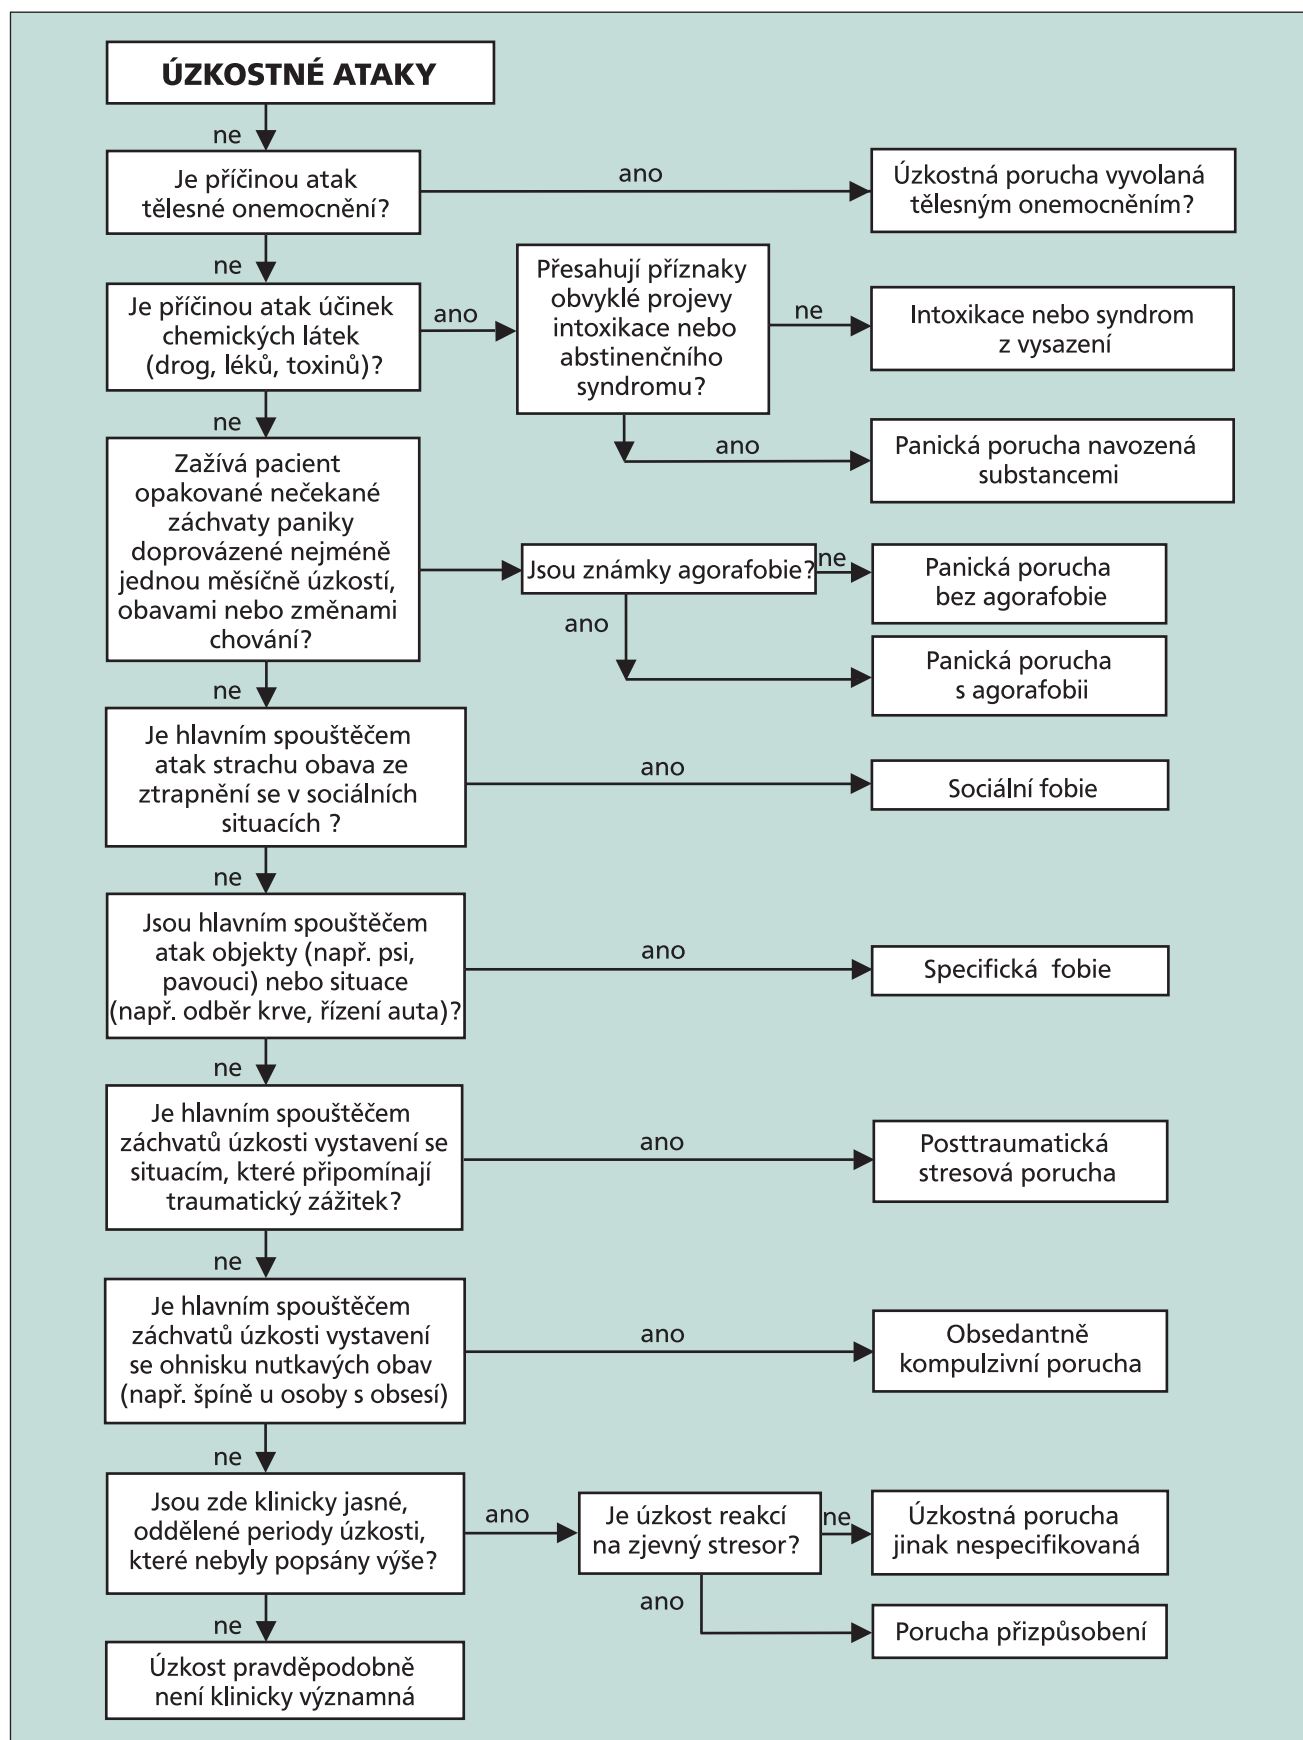 ÚZKOSTNÉ ATAKY
ne
Je příčinou atak
tělesné onemocnění?
ano
Úzkostná porucha vyvolaná
tělesným onemocněním?
ne
Je příčinou atak účinek
chemických látek
(drog, léků, toxinů)?
ano
Přesahují příznaky
obvyklé projevy
intoxikace nebo
abstinenčního
syndromu?
ne
Intoxikace nebo syndrom
z vysazení
ano
Panická porucha navozená
substancemi
ne
Zažívá pacient
opakované nečekané
záchvaty paniky
doprovázené nejméně
jednou měsíčně úzkostí,
obavami nebo změnami
chování?
Jsou známky agorafobie?
ne
Panická porucha
bez agorafobie
ano
Panická porucha
s agorafobii
ne
Je hlavním spouštěčem
atak strachu obava ze
ztrapnění se v sociálních
situacích ?
ano
Sociální fobie
ne
Jsou hlavním spouštěčem
atak objekty (např. psi,
pavouci) nebo situace
(např. odběr krve, řízení auta)?
ano
Specifická fobie
ne
Je hlavním spouštěčem
záchvatů úzkosti vystavení se
situacím, které připomínají
traumatický zážitek?
ano
Posttraumatická
stresová porucha
ne
Je hlavním spouštěčem
záchvatů úzkosti vystavení
se ohnisku nutkavých obav
(např. špíně u osoby s obsesí)
ano
Obsedantně
kompulzivní porucha
ne
Jsou zde klinicky jasné,
oddělené periody úzkosti,
které nebyly popsány výše?
ano
Je úzkost reakcí
na zjevný stresor?
ne
Úzkostná porucha
jinak nespecifikovaná
ano
Porucha přizpůsobení
ne
Úzkost pravděpodobně
není klinicky významná